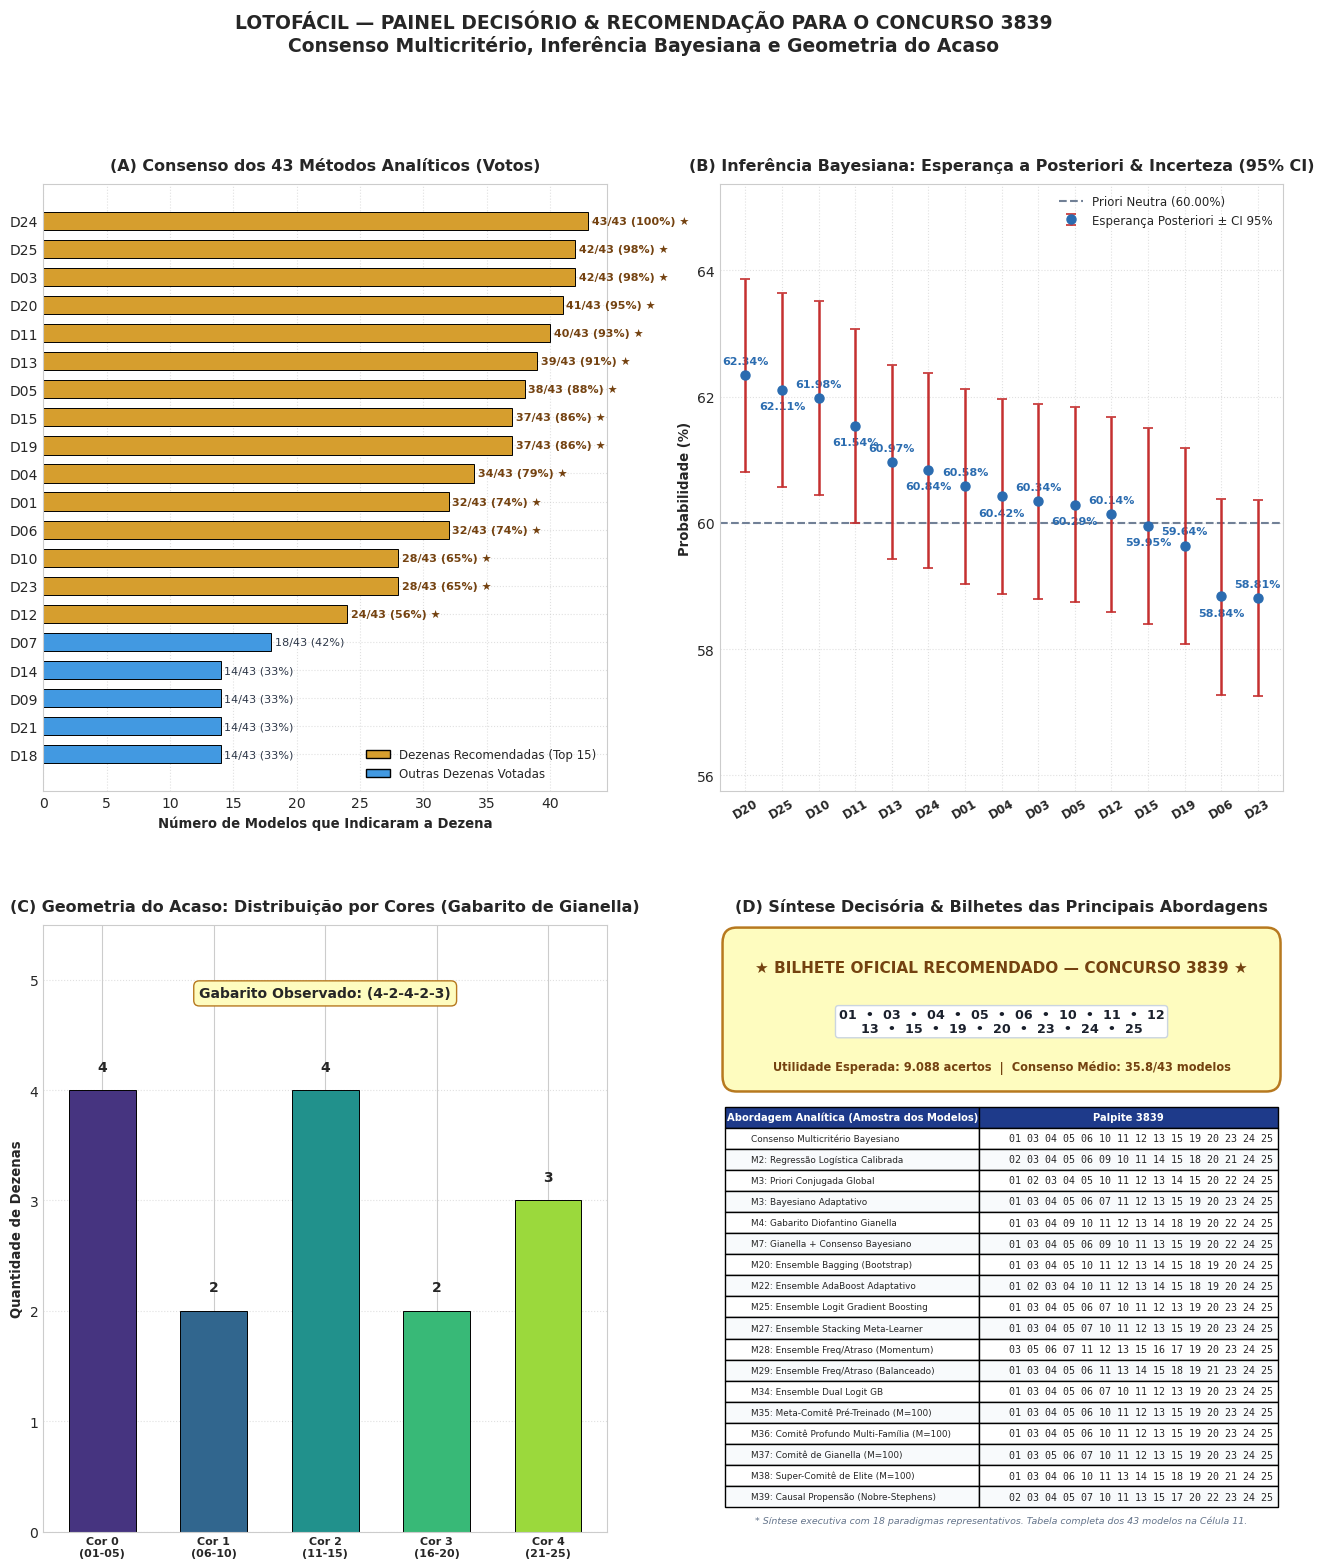 LOTOFÁCIL — PAINEL DECISÓRIO & RECOMENDAÇÃO PARA O CONCURSO 3839
Consenso Multicritério, Inferência Bayesiana e Geometria do Acaso
(A) Consenso dos 43 Métodos Analíticos (Votos)
D24 43/43 (100%) ★
D25 42/43 (98%) ★
D03 42/43 (98%) ★
D20 41/43 (95%) ★
D11 40/43 (93%) ★
D13 39/43 (91%) ★
D05 38/43 (88%) ★
D15 37/43 (86%) ★
D19 37/43 (86%) ★
D04 34/43 (79%) ★
D01 32/43 (74%) ★
D06 32/43 (74%) ★
D10 28/43 (65%) ★
D23 28/43 (65%) ★
D12 24/43 (56%) ★
D07 18/43 (42%)
D14 14/43 (33%)
D09 14/43 (33%)
D21 14/43 (33%)
D18 14/43 (33%)
Dezenas Recomendadas (Top 15)
Outras Dezenas Votadas
0 5 10 15 20 25 30 35 40
Número de Modelos que Indicaram a Dezena
(B) Inferência Bayesiana: Esperança a Posteriori & Incerteza (95% CI)
Priori Neutra (60.00%)
Esperança Posteriori ± CI 95%
Probabilidade (%)
64
62
60
58
56
62.34%
62.11%
61.98%
61.54%
60.97%
60.84%
60.58%
60.42%
60.34%
60.29%
60.14%
59.95%
59.64%
58.84%
58.81%
D20 D25 D10 D11 D13 D24 D01 D04 D03 D05 D12 D15 D19 D06 D23
(C) Geometria do Acaso: Distribuição por Cores (Gabarito de Gianella)
Gabarito Observado: (4-2-4-2-3)
Quantidade de Dezenas
5
4
3
2
1
0
4
2
4
2
3
Cor 0 Cor 1 Cor 2 Cor 3 Cor 4
(01-05) (06-10) (11-15) (16-20) (21-25)
(D) Síntese Decisória & Bilhetes das Principais Abordagens
★ BILHETE OFICIAL RECOMENDADO — CONCURSO 3839 ★
01 • 03 • 04 • 05 • 06 • 10 • 11 • 12
13 • 15 • 19 • 20 • 23 • 24 • 25
Utilidade Esperada: 9.088 acertos | Consenso Médio: 35.8/43 modelos
Abordagem Analítica (Amostra dos Modelos) Palpite 3839
Consenso Multicritério Bayesiano 01 03 04 05 06 10 11 12 13 15 19 20 23 24 25
M2: Regressão Logística Calibrada 02 03 04 05 06 09 10 11 14 15 18 20 21 24 25
M3: Priori Conjugada Global 01 02 03 04 05 10 11 12 13 14 15 20 22 24 25
M3: Bayesiano Adaptativo 01 03 04 05 06 07 11 12 13 15 19 20 23 24 25
M4: Gabarito Diofantino Gianella 01 03 04 09 10 11 12 13 14 18 19 20 22 24 25
M7: Gianella + Consenso Bayesiano 01 03 04 05 06 09 10 11 13 15 19 20 22 24 25
M20: Ensemble Bagging (Bootstrap) 01 03 04 05 10 11 12 13 14 15 18 19 20 24 25
M22: Ensemble AdaBoost Adaptativo 01 02 03 04 10 11 12 13 14 15 18 19 20 24 25
M25: Ensemble Logit Gradient Boosting 01 03 04 05 06 07 10 11 12 13 19 20 23 24 25
M27: Ensemble Stacking Meta-Learner 01 03 04 05 07 10 11 12 13 15 19 20 23 24 25
M28: Ensemble Freq/Atraso (Momentum) 03 05 06 07 11 12 13 15 16 17 19 20 23 24 25
M29: Ensemble Freq/Atraso (Balanceado) 01 03 04 05 06 11 13 14 15 18 19 21 23 24 25
M34: Ensemble Dual Logit GB 01 03 04 05 06 07 10 11 12 13 19 20 23 24 25
M35: Meta-Comitê Pré-Treinado (M=100) 01 03 04 05 06 10 11 12 13 15 19 20 23 24 25
M36: Comitê Profundo Multi-Família (M=100) 01 03 04 05 06 10 11 12 13 15 19 20 23 24 25
M37: Comitê de Gianella (M=100) 01 03 05 06 07 10 11 12 13 15 19 20 23 24 25
M38: Super-Comitê de Elite (M=100) 01 03 04 06 10 11 13 14 15 18 19 20 21 24 25
M39: Causal Propensão (Nobre-Stephens) 02 03 04 05 07 10 11 13 15 17 20 22 23 24 25
* Síntese executiva com 18 paradigmas representativos. Tabela completa dos 43 modelos na Célula 11.